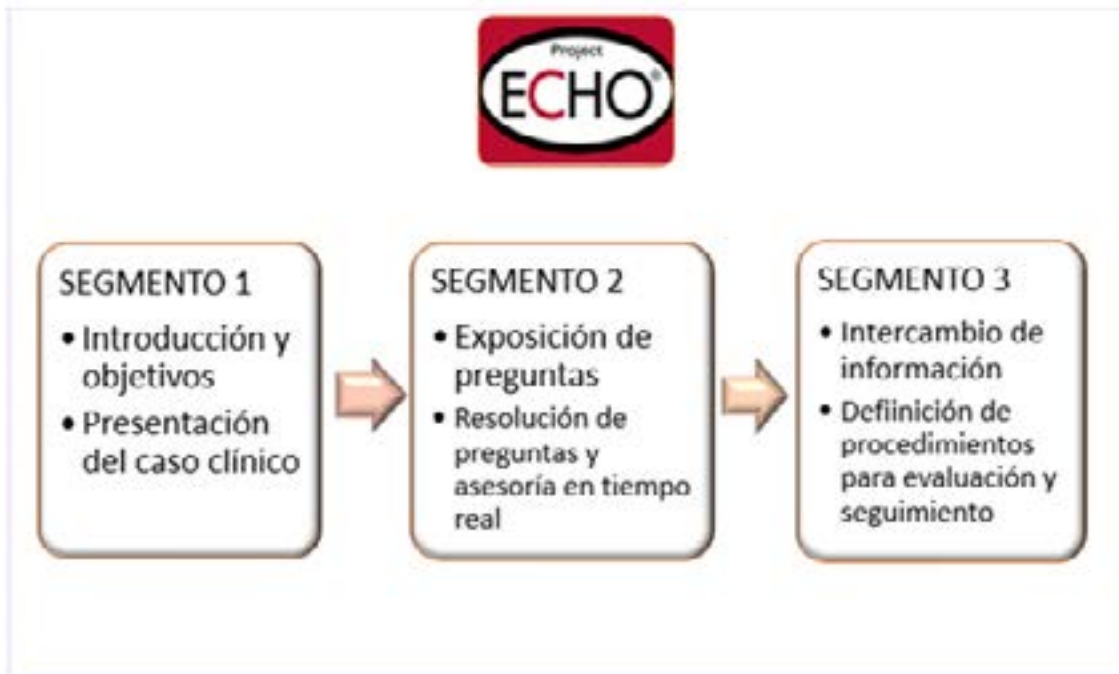 Project
ECHO®
SEGMENTO 1
• Introducción y
objetivos
• Presentación
del caso clínico
SEGMENTO 2
• Exposición de
preguntas
• Resolución de
preguntas y
asesoría en tiempo
real
SEGMENTO 3
• Intercambio de
información
• Defiinición de
procedimientos
para evaluación y
seguimiento